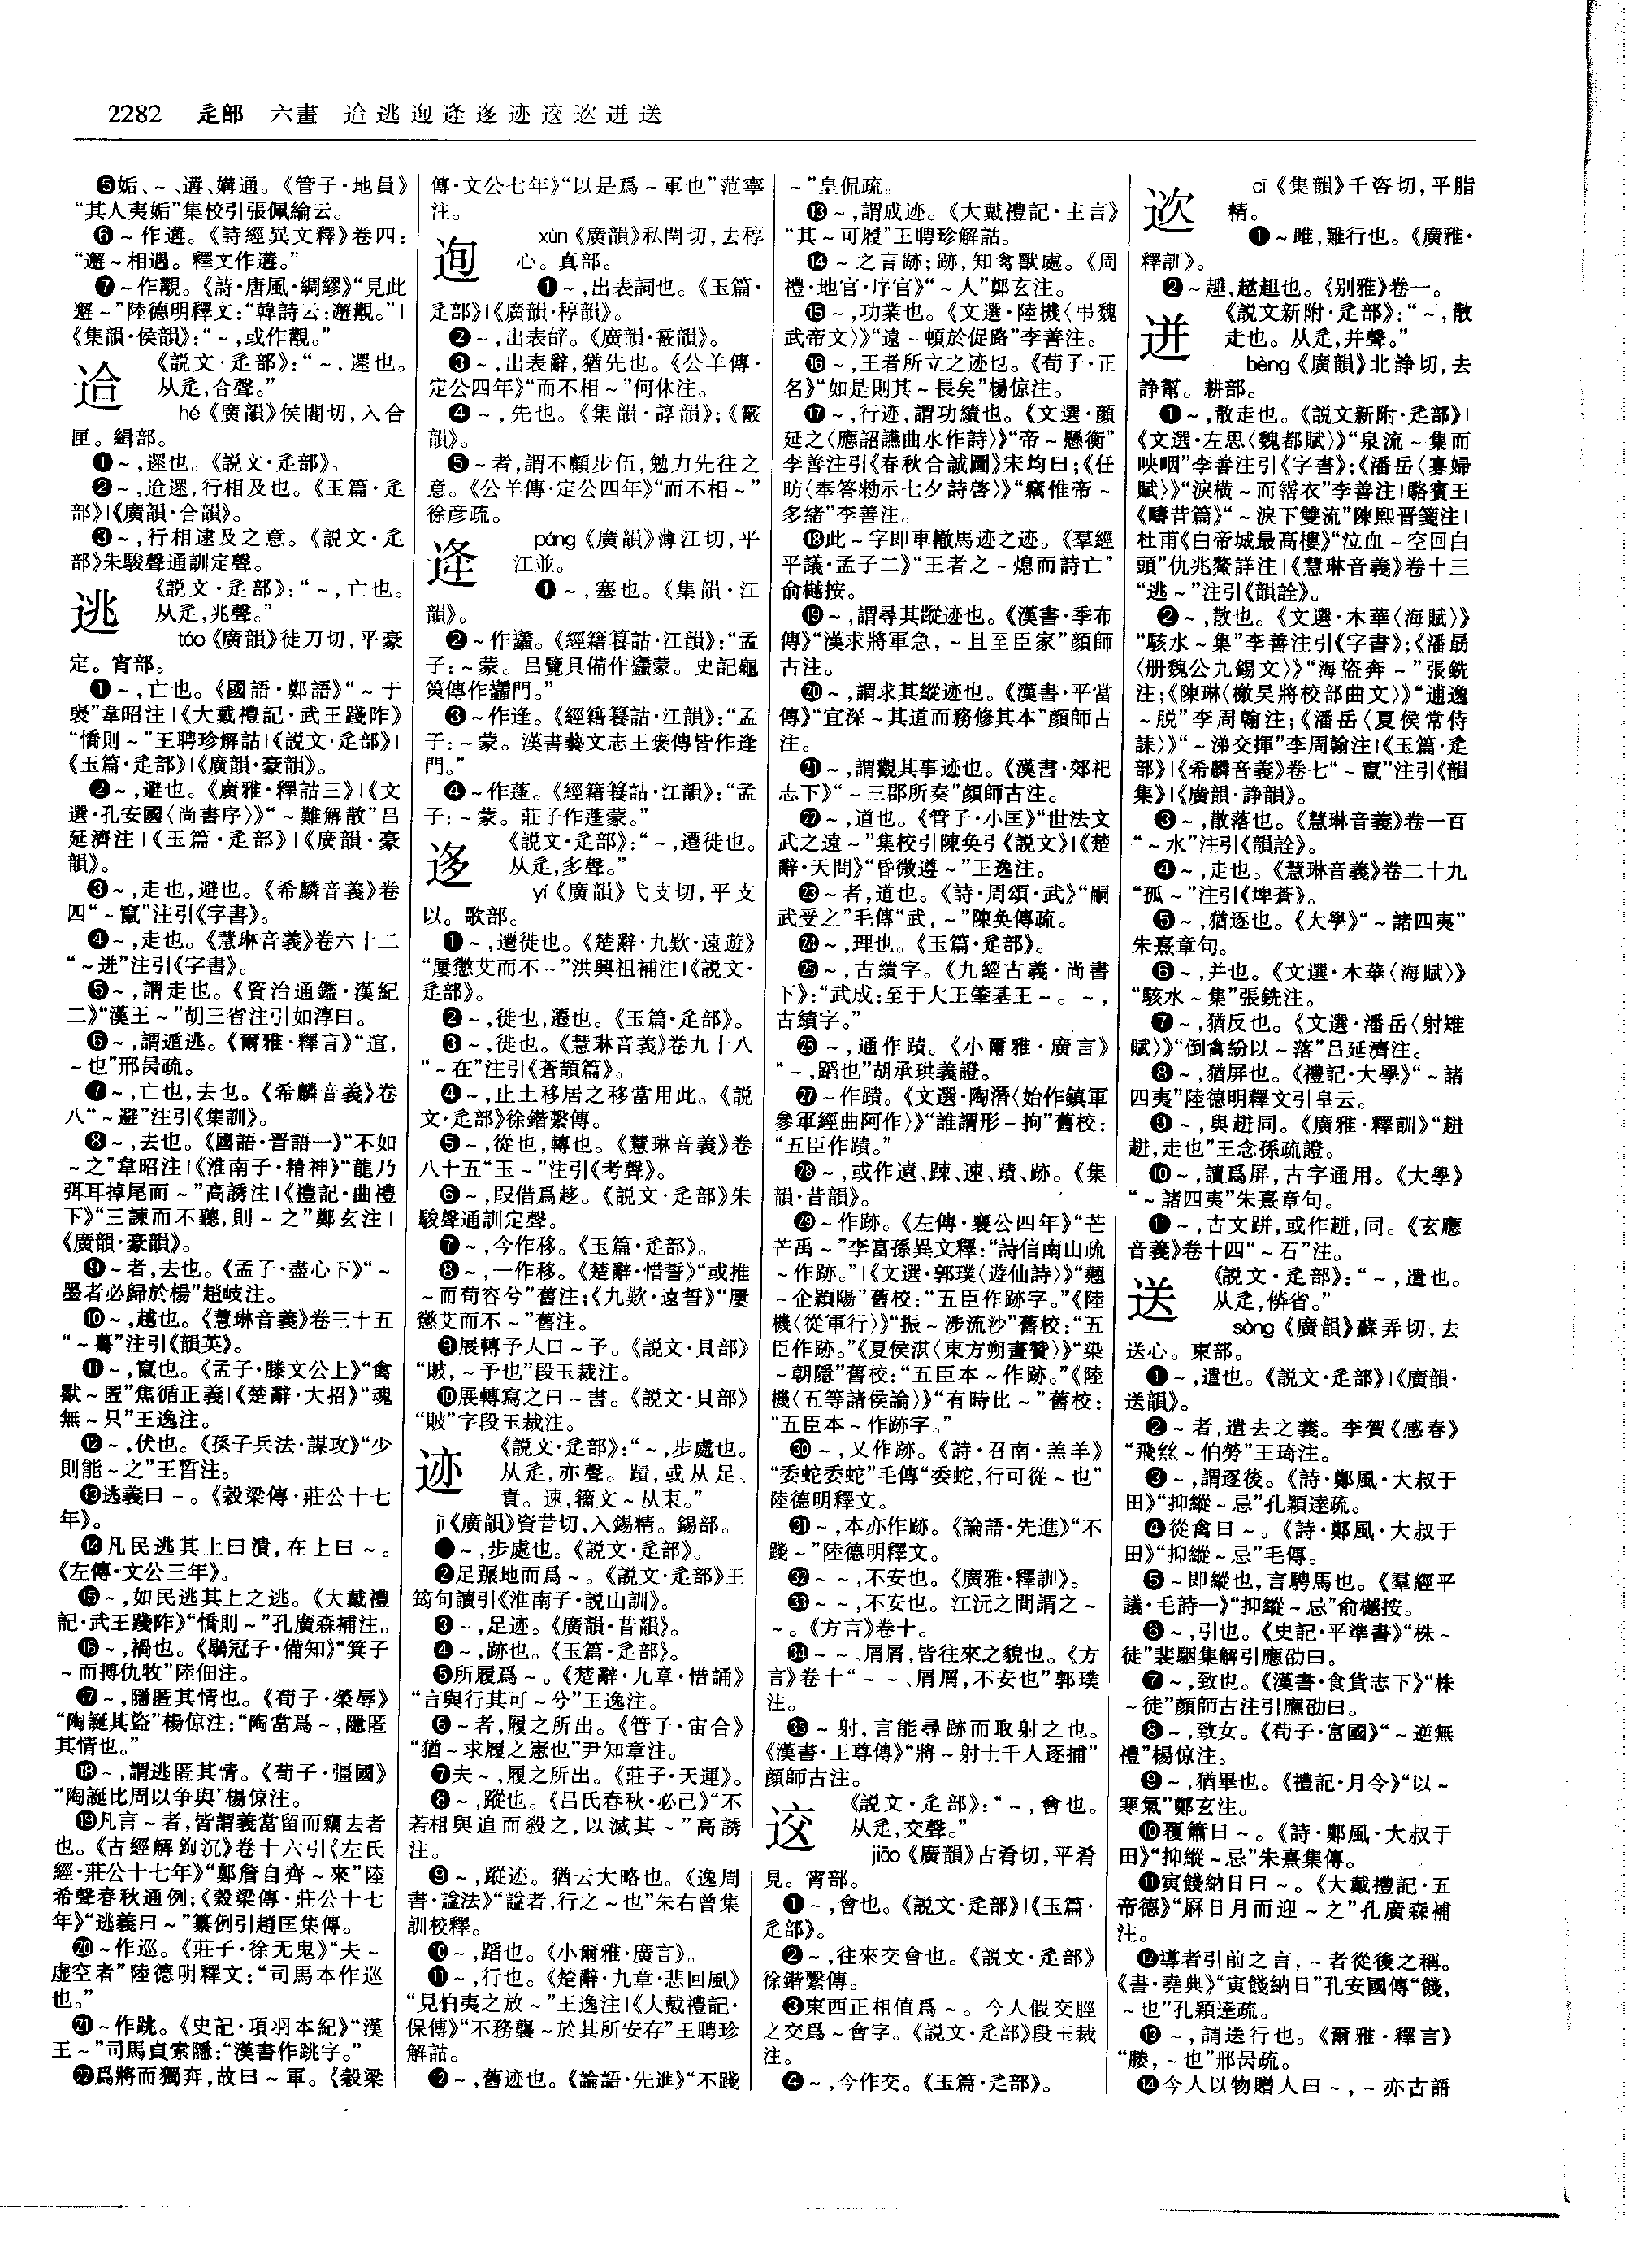 2282 辵部 六畫 迨逃迿逄迻迹䢒䢐迸送
❺姤、~、遘、媾通。《管子·地員》
“其人夷姤”集校引張佩綸云。
❻~作遘。《詩經異文釋》卷四：
“邂~相遇。釋文作遘。”
❼~作覯。《詩·唐風·綢繆》“見此
邂~”陸德明釋文：“韓詩云：邂覯。”|
《集韻·侯韻》：“~，或作覯。”
迨
《説文·辵部》：“~，遝也。
从辵，合聲。”
hé《廣韻》侯閤切，入合
匣。緝部。
❶~，遝也。《説文·辵部》。
❷~，迨遝，行相及也。《玉篇·辵
部》|《廣韻·合韻》。
❸~，行相逮及之意。《説文·辵
部》朱駿聲通訓定聲。
逃
《説文·辵部》：“~，亡也。
从辵，兆聲。”
táo《廣韻》徒刀切，平豪
定。宵部。
❶~，亡也。《國語·鄭語》“~于
襃”韋昭注|《大戴禮記·武王踐阼》
“憍則~”王聘珍解詁|《説文·辵部》|
《玉篇·辵部》|《廣韻·豪韻》。
❷~，避也。《廣雅·釋詁三》|《文
選·孔安國〈尚書序〉》“~難解散”吕
延濟注|《玉篇·辵部》|《廣韻·豪
韻》。
❸~，走也，避也。《希麟音義》卷
四“~竄”注引《字書》。
❹~，走也。《慧琳音義》卷六十二
“~迸”注引《字書》。
❺~，謂走也。《資治通鑑·漢紀
二》“漢王~”胡三省注引如淳曰。
❻~，謂遁逃。《爾雅·釋言》“逭，
~也”邢昺疏。
❼~，亡也，去也。《希麟音義》卷
八“~避”注引《集訓》。
❽~，去也。《國語·晋語一》“不如
~之”韋昭注|《淮南子·精神》“龍乃
弭耳掉尾而~”高誘注|《禮記·曲禮
下》“三諫而不聽，則~之”鄭玄注|
《廣韻·豪韻》。
❾~者，去也。《孟子·盡心下》“~
墨者必歸於楊”趙岐注。
❿~，越也。《慧琳音義》卷三十五
“~騫”注引《韻英》。
⓫~，竄也。《孟子·滕文公上》“禽
獸~匿”焦循正義|《楚辭·大招》“魂
無~只”王逸注。
⓬~，伏也。《孫子兵法·謀攻》“少
則能~之”王晳注。
⓭逃義曰~。《穀梁傳·莊公十七
年》。
⓮凡民逃其上曰潰，在上曰~。
《左傳·文公三年》。
⓯~，如民逃其上之逃。《大戴禮
記·武王踐阼》“憍則~”孔廣森補注。
⓰~，禍也。《鶡冠子·備知》“箕子
~而搏仇牧”陸佃注。
⓱~，隱匿其情也。《荀子·榮辱》
“陶誕其盜”楊倞注：“陶當爲~，隱匿
其情也。”
⓲~，謂逃匿其情。《荀子·彊國》
“陶誕比周以争與”楊倞注。
⓳凡言~者，皆謂義當留而竊去者
也。《古經解鉤沉》卷十六引《左氏
經·莊公十七年》“鄭詹自齊~來”陸
希聲春秋通例；《穀梁傳·莊公十七
年》“逃義曰~”纂例引趙匡集傳。
⓴~作巡。《莊子·徐无鬼》“夫~
虚空者”陸德明釋文：“司馬本作巡
也。”
㉑~作跳。《史記·項羽本紀》“漢
王~”司馬貞索隱：“漢書作跳字。”
㉒爲將而獨奔，故曰~軍。《穀梁
傳·文公七年》“以是爲~軍也”范寧
注。
迿
xùn《廣韻》私閏切，去稕
心。真部。
❶~，出表詞也。《玉篇·
辵部》|《廣韻·稕韻》。
❷~，出表辝。《廣韻·霰韻》。
❸~，出表辭，猶先也。《公羊傳·
定公四年》“而不相~”何休注。
❹~，先也。《集韻·諄韻》；《霰
韻》。
❺~者，謂不顧步伍，勉力先往之
意。《公羊傳·定公四年》“而不相~”
徐彦疏。
逄
páng《廣韻》薄江切，平
江並。
❶~，塞也。《集韻·江
韻》。
❷~作蠭。《經籍籑詁·江韻》：“孟
子：~蒙。吕覽具備作蠭蒙。史記龜
策傳作蠭門。”
❸~作逢。《經籍籑詁·江韻》：“孟
子：~蒙。漢書藝文志王褒傳皆作逢
門。”
❹~作蓬。《經籍籑詁·江韻》：“孟
子：~蒙。莊子作蓬蒙。”
迻
《説文·辵部》：“~，遷徙也。
从辵，多聲。”
yí《廣韻》弋支切，平支
以。歌部。
❶~，遷徙也。《楚辭·九歎·遠遊》
“屢懲艾而不~”洪興祖補注|《説文·
辵部》。
❷~，徙也，遷也。《玉篇·辵部》。
❸~，徙也。《慧琳音義》卷九十八
“~在”注引《蒼頡篇》。
❹~，止土移居之移當用此。《説
文·辵部》徐鍇繫傳。
❺~，從也，轉也。《慧琳音義》卷
八十五“玉~”注引《考聲》。
❻~，叚借爲趍。《説文·辵部》朱
駿聲通訓定聲。
❼~，今作移。《玉篇·辵部》。
❽~，一作移。《楚辭·惜誓》“或推
~而苟容兮”舊注；《九歎·遠誓》“屢
懲艾而不~”舊注。
❾展轉予人曰~予。《説文·貝部》
“貱，~予也”段玉裁注。
❿展轉寫之曰~書。《説文·貝部》
“貱”字段玉裁注。
迹
《説文·辵部》：“~，步處也。
从辵，亦聲。蹟，或从足、
責。速，籀文~从朿。”
jì《廣韻》資昔切，入錫精。錫部。
❶~，步處也。《説文·辵部》。
❷足蹍地而爲~。《説文·辵部》王
筠句讀引《淮南子·説山訓》。
❸~，足迹。《廣韻·昔韻》。
❹~，跡也。《玉篇·辵部》。
❺所履爲~。《楚辭·九章·惜誦》
“言與行其可~兮”王逸注。
❻~者，履之所出。《管子·宙合》
“猶~求履之憲也”尹知章注。
❼夫~，履之所出。《莊子·天運》。
❽~，蹤也。《吕氏春秋·必己》“不
若相與追而殺之，以滅其~”高誘
注。
❾~，蹤迹。猶云大略也。《逸周
書·謚法》“謚者，行之~也”朱右曾集
訓校釋。
❿~，蹈也。《小爾雅·廣言》。
⓫~，行也。《楚辭·九章·悲回風》
“見伯夷之放~”王逸注|《大戴禮記·
保傅》“不務襲~於其所安存”王聘珍
解詁。
⓬~，舊迹也。《論語·先進》“不踐
~”皇侃疏。
⓭~，謂成迹。《大戴禮記·主言》
“其~可履”王聘珍解詁。
⓮~之言跡；跡，知禽獸處。《周
禮·地官·序官》“~人”鄭玄注。
⓯~，功業也。《文選·陸機〈弔魏
武帝文〉》“遠~頓於促路”李善注。
⓰~，王者所立之迹也。《荀子·正
名》“如是則其~長矣”楊倞注。
⓱~，行迹，謂功績也。《文選·顔
延之〈應詔讌曲水作詩〉》“帝~懸衡”
李善注引《春秋合誠圖》宋均曰；《任
昉〈奉答勑示七夕詩啓〉》“竊惟帝~
多緒”李善注。
⓲此~字即車轍馬迹之迹。《羣經
平議·孟子二》“王者之~熄而詩亡”
俞樾按。
⓳~，謂尋其蹤迹也。《漢書·季布
傳》“漢求將軍急，~且至臣家”顔師
古注。
⓴~，謂求其縱迹也。《漢書·平當
傳》“宜深~其道而務修其本”顔師古
注。
㉑~，謂觀其事迹也。《漢書·郊祀
志下》“~三郡所奏”顔師古注。
㉒~，道也。《管子·小匡》“世法文
武之遠~”集校引陳奂引《説文》|《楚
辭·天問》“昏微遵~”王逸注。
㉓~者，道也。《詩·周頌·武》“嗣
武受之”毛傳“武，~”陳奂傳疏。
㉔~，理也。《玉篇·辵部》。
㉕~，古績字。《九經古義·尚書
下》：“武成：至于大王肇基王~。~，
古績字。”
㉖~，通作蹟。《小爾雅·廣言》
“~，蹈也”胡承珙義證。
㉗~作蹟。《文選·陶潛〈始作鎮軍
參軍經曲阿作〉》“誰謂形~拘”舊校：
“五臣作蹟。”
㉘~，或作𨒪、踈、速、蹟、跡。《集
韻·昔韻》。
㉙~作跡。《左傳·襄公四年》“芒
芒禹~”李富孫異文釋：“詩信南山疏
~作跡。”|《文選·郭璞〈遊仙詩〉》“翹
~企潁陽”舊校：“五臣作跡字。”《陸
機〈從軍行〉》“振~涉流沙”舊校：“五
臣作跡。”《夏侯湛〈東方朔畫贊〉》“染
~朝隱”舊校：“五臣本~作跡。”《陸
機〈五等諸侯論〉》“有時比~”舊校：
“五臣本~作跡字。”
㉚~，又作跡。《詩·召南·羔羊》
“委蛇委蛇”毛傳“委蛇，行可從~也”
陸德明釋文。
㉛~，本亦作跡。《論語·先進》“不
踐~”陸德明釋文。
㉜~~，不安也。《廣雅·釋訓》。
㉝~~，不安也。江沅之間謂之~
~。《方言》卷十。
㉞~~、屑屑，皆往來之貌也。《方
言》卷十“~~、屑屑，不安也”郭璞
注。
㉟~射，言能尋跡而取射之也。
《漢書·王尊傳》“將~射士千人逐捕”
顔師古注。
䢒
《説文·辵部》：“~，會也。
从辵，交聲。”
jiāo《廣韻》古肴切，平肴
見。宵部。
❶~，會也。《説文·辵部》|《玉篇·
辵部》。
❷~，往來交會也。《説文·辵部》
徐鍇繫傳。
❸東西正相值爲~。今人假交脛
之交爲~會字。《説文·辵部》段玉裁
注。
❹~，今作交。《玉篇·辵部》。
䢐
cī《集韻》千咨切，平脂
精。
❶~雎，難行也。《廣雅·
釋訓》。
❷~趩，趑趄也。《别雅》卷一。
迸
《説文新附·辵部》：“~，散
走也。从辵，并聲。”
bèng《廣韻》北諍切，去
諍幫。耕部。
❶~，散走也。《説文新附·辵部》|
《文選·左思〈魏都賦〉》“泉流~集而
咉咽”李善注引《字書》；《潘岳〈寡婦
賦〉》“淚横~而霑衣”李善注|駱賓王
《疇昔篇》“~淚下雙流”陳熙晋箋注|
杜甫《白帝城最高樓》“泣血~空回白
頭”仇兆鰲詳注|《慧琳音義》卷十三
“逃~”注引《韻詮》。
❷~，散也。《文選·木華〈海賦〉》
“駭水~集”李善注引《字書》；《潘勗
〈册魏公九錫文〉》“海盜奔~”張銑
注；《陳琳〈檄吴將校部曲文〉》“逋逸
~脱”李周翰注；《潘岳〈夏侯常侍
誄〉》“~涕交揮”李周翰注|《玉篇·辵
部》|《希麟音義》卷七“~竄”注引《韻
集》|《廣韻·諍韻》。
❸~，散落也。《慧琳音義》卷一百
“~水”注引《韻詮》。
❹~，走也。《慧琳音義》卷二十九
“孤~”注引《埤蒼》。
❺~，猶逐也。《大學》“~諸四夷”
朱熹章句。
❻~，并也。《文選·木華〈海賦〉》
“駭水~集”張銑注。
❼~，猶反也。《文選·潘岳〈射雉
賦〉》“倒禽紛以~落”吕延濟注。
❽~，猶屏也。《禮記·大學》“~諸
四夷”陸德明釋文引皇云。
❾~，與趀同。《廣雅·釋訓》“趀
趀，走也”王念孫疏證。
❿~，讀爲屏，古字通用。《大學》
“~諸四夷”朱熹章句。
⓫~，古文跰，或作趀，同。《玄應
音義》卷十四“~石”注。
送
《説文·辵部》：“~，遣也。
从辵，㑞省。”
sòng《廣韻》蘇弄切，去
送心。東部。
❶~，遣也。《説文·辵部》|《廣韻·
送韻》。
❷~者，遣去之義。李賀《感春》
“飛絲~伯勞”王琦注。
❸~，謂逐後。《詩·鄭風·大叔于
田》“抑縱~忌”孔穎達疏。
❹從禽曰~。《詩·鄭風·大叔于
田》“抑縱~忌”毛傳。
❺~即縱也，言騁馬也。《羣經平
議·毛詩一》“抑縱~忌”俞樾按。
❻~，引也。《史記·平準書》“株~
徒”裴駰集解引應劭曰。
❼~，致也。《漢書·食貨志下》“株
~徒”顔師古注引應劭曰。
❽~，致女。《荀子·富國》“~逆無
禮”楊倞注。
❾~，猶畢也。《禮記·月令》“以~
寒氣”鄭玄注。
❿覆簫曰~。《詩·鄭風·大叔于
田》“抑縱~忌”朱熹集傳。
⓫寅餞納日曰~。《大戴禮記·五
帝德》“厤日月而迎~之”孔廣森補
注。
⓬導者引前之言，~者從後之稱。
《書·堯典》“寅餞納日”孔安國傳“餞，
~也”孔穎達疏。
⓭~，謂送行也。《爾雅·釋言》
“媵，~也”邢昺疏。
⓮今人以物贈人曰~，~亦古語